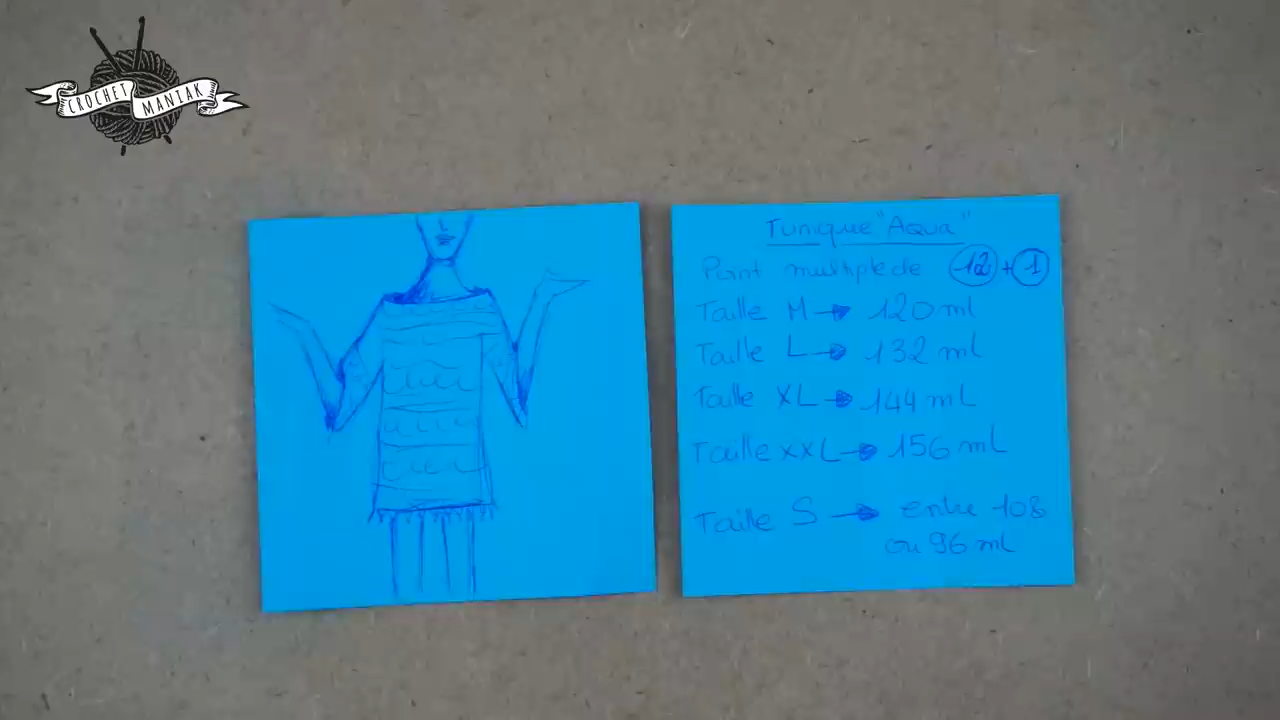 CROCHET MANIAK
Tunique "Aqua"
Point multiple de 12 + 1
Taille M → 120 ml
Taille L → 132 ml
Taille XL → 144 ml
Taille XXL → 156 ml
Taille S → entre 108
ou 96 ml